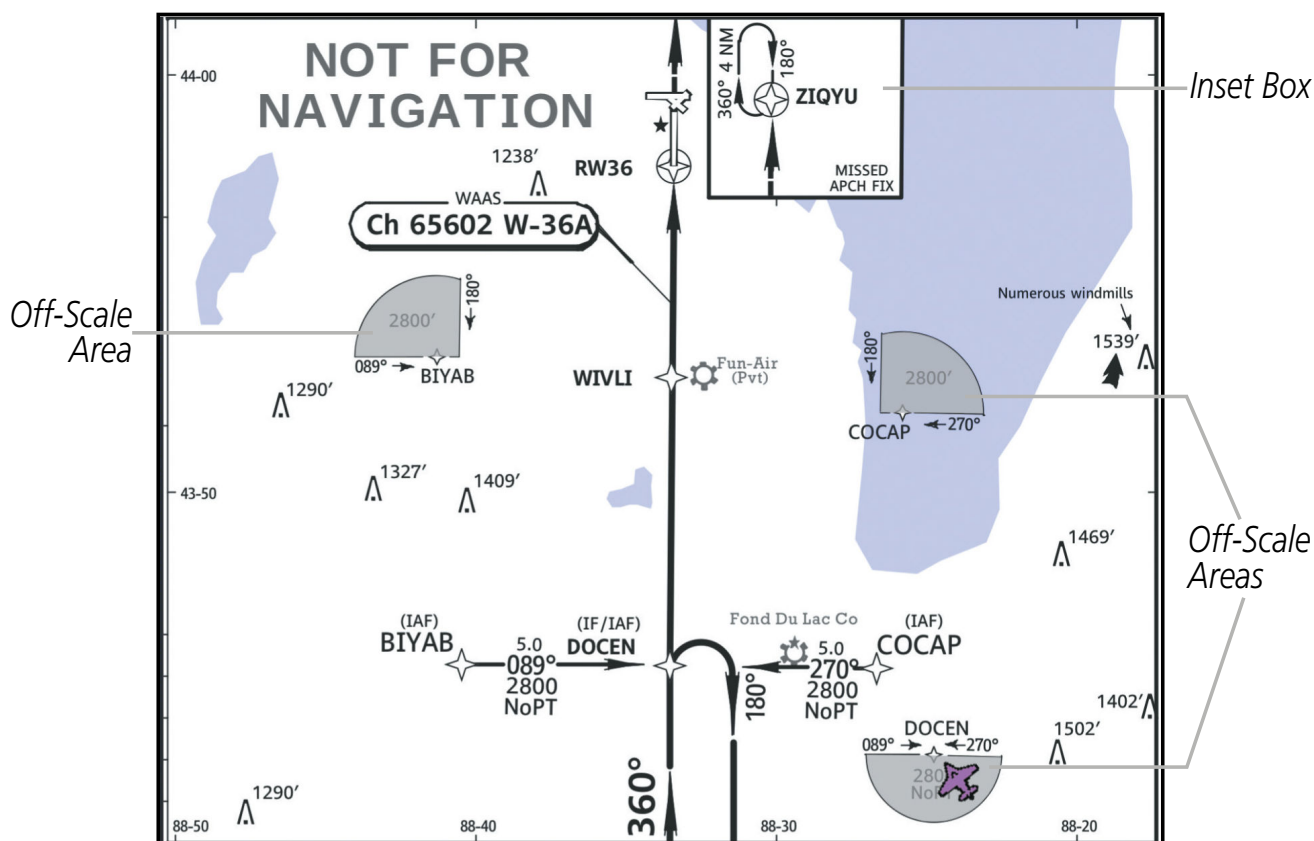 NOT FOR
NAVIGATION
44-00
360° 4 NM
180°
ZIQYU
MISSED
APCH FIX
Inset Box
RW36
1238′
WAAS
Ch 65602 W-36A
Off-Scale
Area
2800′
180°
089°
BIYAB
WIVLI
Fun-Air
(Pvt)
Numerous windmills
1539′
180°
2800′
COCAP
270°
1290′
1327′
1409′
43-50
1469′
Off-Scale
Areas
(IAF)
BIYAB
5.0
089°
2800
NoPT
(IF/IAF)
DOCEN
Fond Du Lac Co
(IAF)
COCAP
5.0
270°
2800
NoPT
180°
360°
1402′
1502′
DOCEN
089°
270°
1290′
88-50
88-40
88-30
88-20